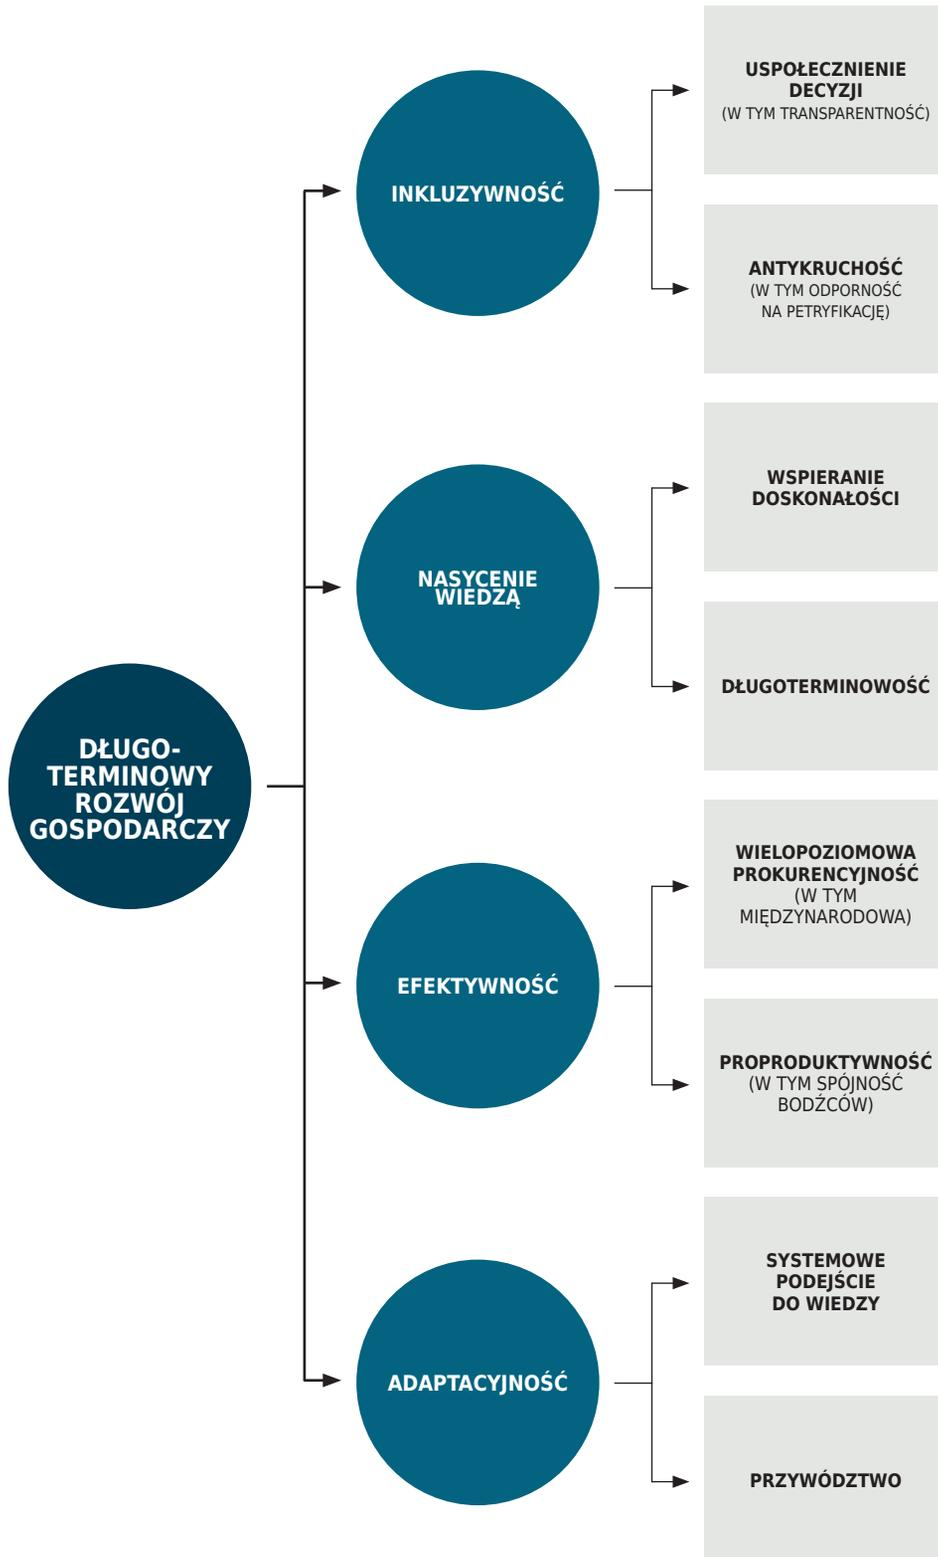 DŁUGO-
TERMINOWY
ROZWÓJ
GOSPODARCZY
INKLUZYWNOŚĆ
USPOŁECZNIENIE
DECYZJI
(W TYM TRANSPARENTNOŚĆ)
ANTYKRUCHOŚĆ
(W TYM ODPORNOŚĆ
NA PETRYFIKACJĘ)
NASYCENIE
WIEDZĄ
WSPIERANIE
DOSKONAŁOŚCI
DŁUGOTERMINOWOŚĆ
EFEKTYWNOŚĆ
WIELOPOZIOMOWA
PROKURENCYJNOŚĆ
(W TYM
MIĘDZYNARODOWA)
PROPRODUKTYWNOŚĆ
(W TYM SPÓJNOŚĆ
BODŹCÓW)
ADAPTACYJNOŚĆ
SYSTEMOWE
PODEJŚCIE
DO WIEDZY
PRZYWÓDZTWO